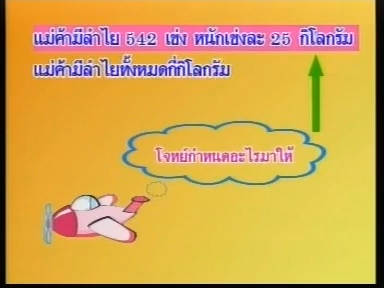 แม่ค้ามีลำไย 542 เข่ง หนักเข่งละ 25 กิโลกรัม
แม่ค้ามีลำไยทั้งหมดกี่กิโลกรัม
โจทย์กำหนดอะไรมาให้